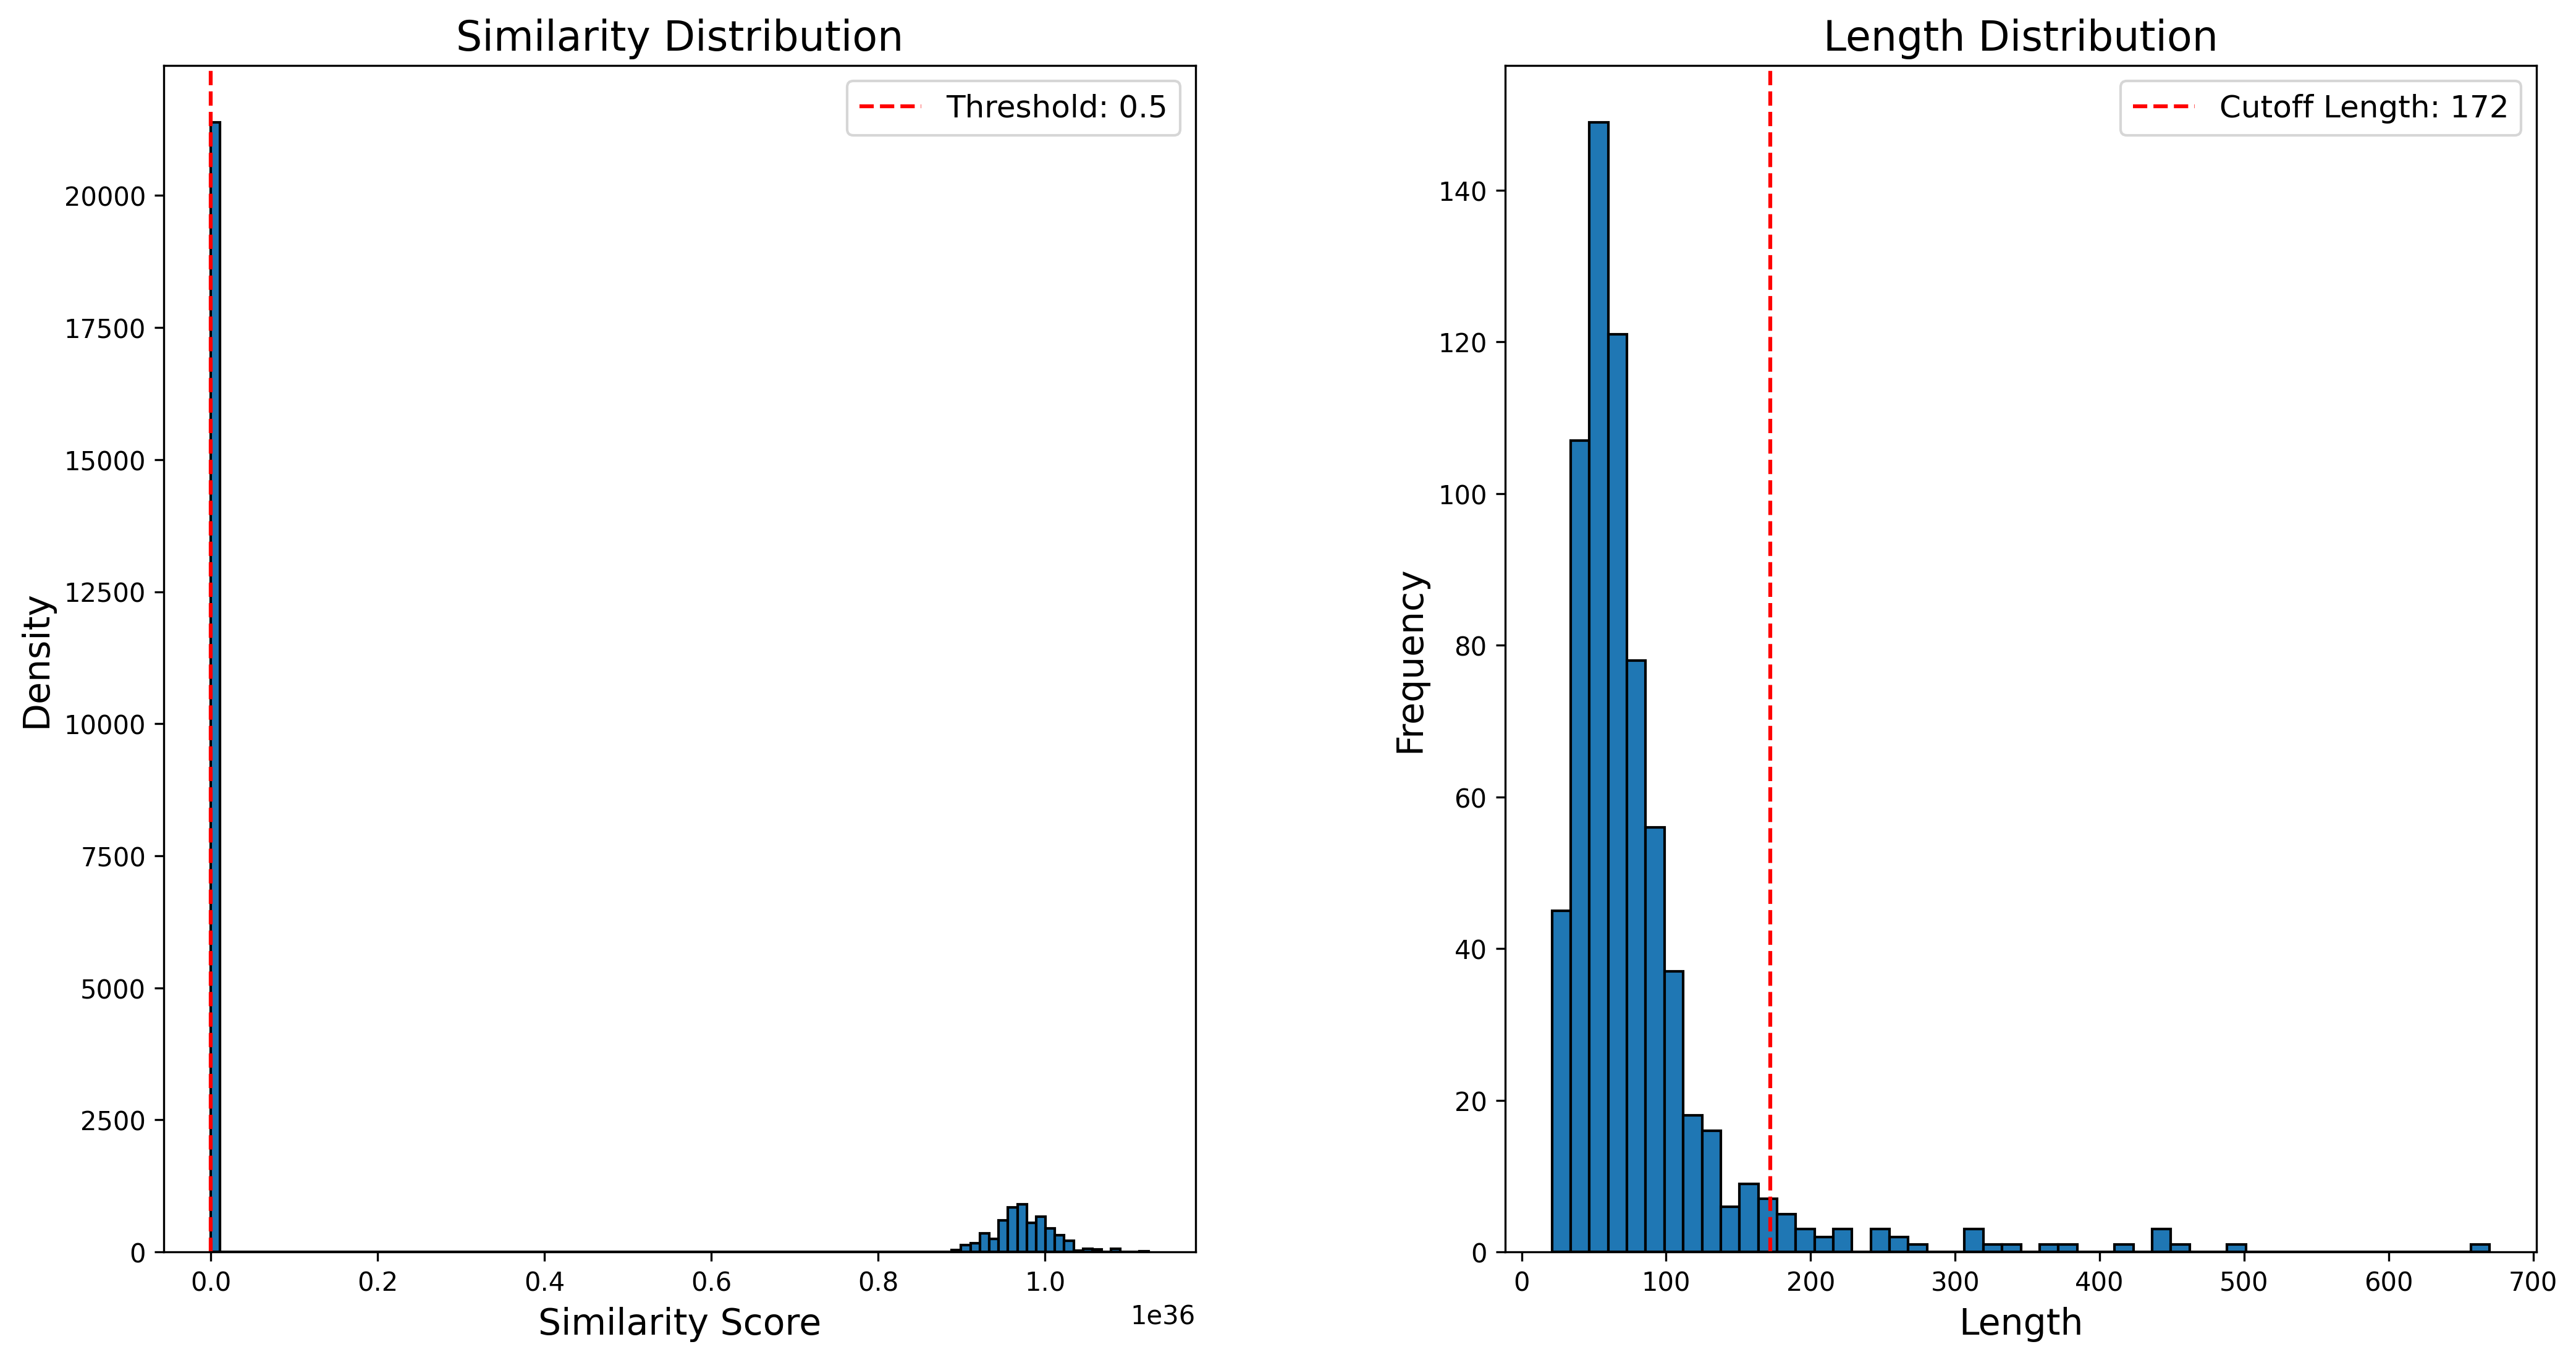 Similarity Distribution
Threshold: 0.5
Density
20000
17500
15000
12500
10000
7500
5000
2500
0
0.0 0.2 0.4 0.6 0.8 1.0
1e36
Similarity Score
Length Distribution
Cutoff Length: 172
Frequency
140
120
100
80
60
40
20
0
0 100 200 300 400 500 600 700
Length